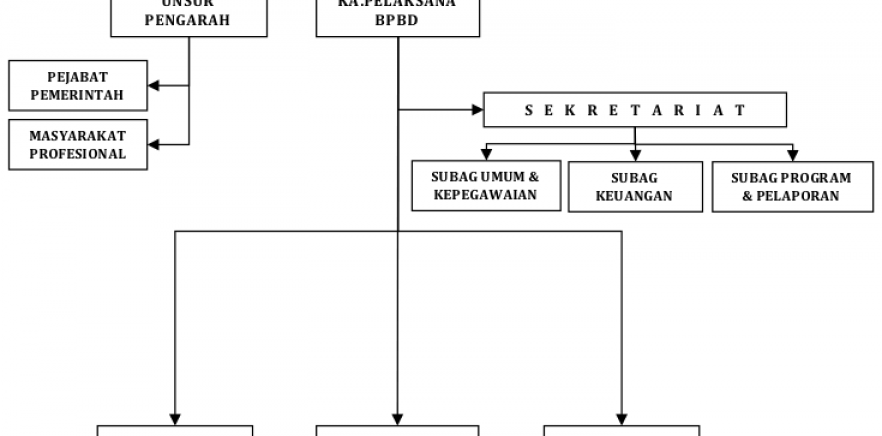 UNSUR
PENGARAH
KA.PELAKSANA
BPBD
PEJABAT
PEMERINTAH
MASYARAKAT
PROFESIONAL
S E K R E T A R I A T
SUBAG UMUM &
KEPEGAWAIAN
SUBAG
KEUANGAN
SUBAG PROGRAM
& PELAPORAN